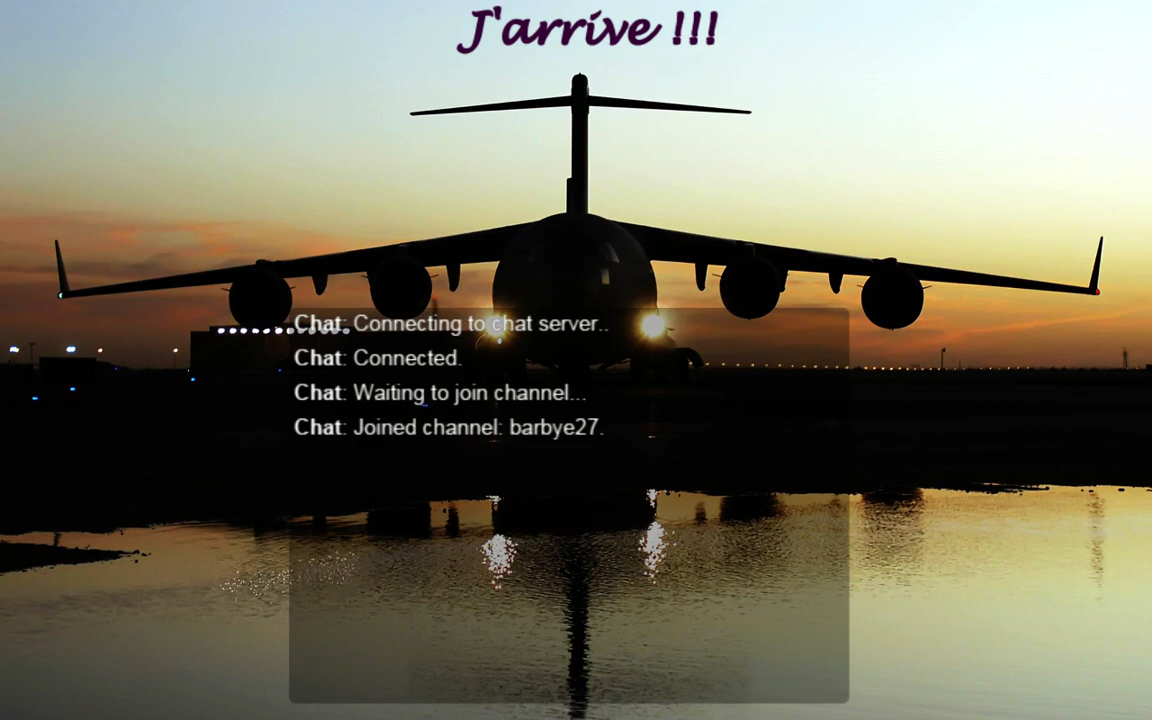 J'arrive !!!
Chat: Connecting to chat server..
Chat: Connected.
Chat: Waiting to join channel...
Chat: Joined channel: barbye27.